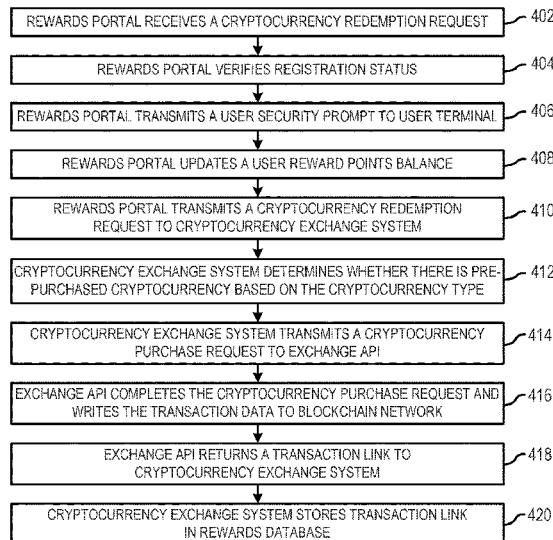 REWARDS PORTAL RECEIVES A CRYPTOCURRENCY REDEMPTION REQUEST
402
REWARDS PORTAL VERIFIES REGISTRATION STATUS
404
REWARDS PORTAL TRANSMITS A USER SECURITY PROMPT TO USER TERMINAL
406
REWARDS PORTAL UPDATES A USER REWARD POINTS BALANCE
408
REWARDS PORTAL TRANSMITS A CRYPTOCURRENCY REDEMPTION
REQUEST TO CRYPTOCURRENCY EXCHANGE SYSTEM
410
CRYPTOCURRENCY EXCHANGE SYSTEM DETERMINES WHETHER THERE IS PRE-
PURCHASED CRYPTOCURRENCY BASED ON THE CRYPTOCURRENCY TYPE
412
CRYPTOCURRENCY EXCHANGE SYSTEM TRANSMITS A CRYPTOCURRENCY
PURCHASE REQUEST TO EXCHANGE API
414
EXCHANGE API COMPLETES THE CRYPTOCURRENCY PURCHASE REQUEST AND
WRITES THE TRANSACTION DATA TO BLOCKCHAIN NETWORK
416
EXCHANGE API RETURNS A TRANSACTION LINK TO
CRYPTOCURRENCY EXCHANGE SYSTEM
418
CRYPTOCURRENCY EXCHANGE SYSTEM STORES TRANSACTION LINK
IN REWARDS DATABASE
420